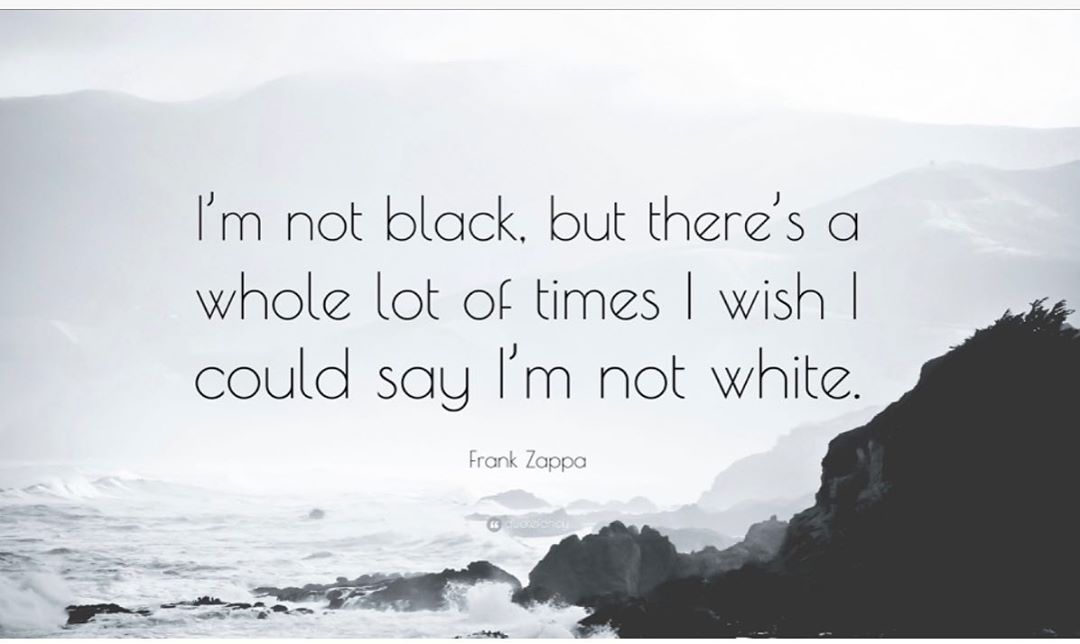 I'm not black, but there's a
whole lot of times I wish I
could say I'm not white.
Frank Zappa